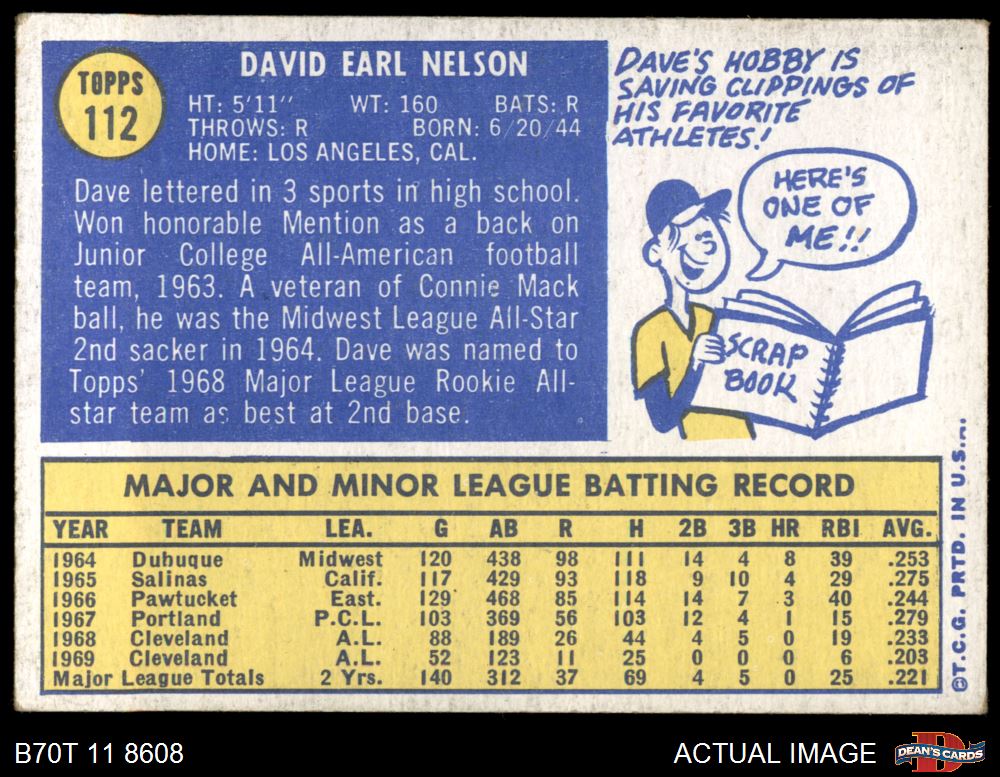 TOPPS
112
DAVID EARL NELSON
HT: 5'11" WT: 160 BATS: R
THROWS: R BORN: 6/20/44
HOME: LOS ANGELES, CAL.
Dave lettered in 3 sports in high school.
Won honorable Mention as a back on
Junior College All-American football
team, 1963. A veteran of Connie Mack
ball, he was the Midwest League All-Star
2nd sacker in 1964. Dave was named to
Topps' 1968 Major League Rookie All-
star team as best at 2nd base.
DAVE'S HOBBY IS
SAVING CLIPPINGS OF
HIS FAVORITE
ATHLETES!
HERE'S
ONE OF
ME!!
SCRAP
BOOK
MAJOR AND MINOR LEAGUE BATTING RECORD
YEAR TEAM LEA. G AB R H 2B 3B HR RBI AVG.
1964 Duhuque Midwest 120 438 98 111 14 4 8 39 .253
1965 Salinas Calif. 117 429 93 118 9 10 4 29 .275
1966 Pawtucket East. 129 468 85 114 14 7 3 40 .244
1967 Portland P.C.L. 103 369 56 103 12 4 1 15 .279
1968 Cleveland A.L. 88 189 26 44 4 5 0 19 .233
1969 Cleveland A.L. 52 123 11 25 0 0 0 6 .203
Major League Totals 2 Yrs. 140 312 37 69 4 5 0 25 .221
©T.C.G. PRTD. IN U.S.A.
B70T 11 8608
ACTUAL IMAGE
D
DEAN'S CARDS